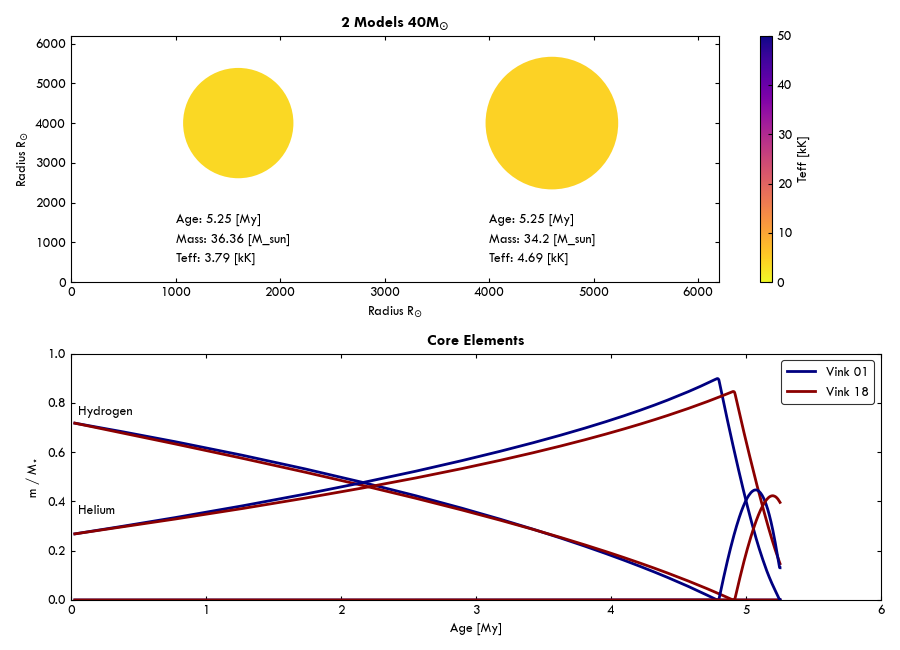 2 Models 40M☉
6000
5000
4000
3000
2000
1000
0
Radius R☉
Age: 5.25 [My]
Mass: 36.36 [M_sun]
Teff: 3.79 [kK]
Age: 5.25 [My]
Mass: 34.2 [M_sun]
Teff: 4.69 [kK]
0 1000 2000 3000 4000 5000 6000
Radius R☉
50
40
30
20
10
0
Teff [kK]
Core Elements
1.0
0.8
0.6
0.4
0.2
0.0
m / M⋆
Hydrogen
Helium
Vink 01
Vink 18
0 1 2 3 4 5 6
Age [My]